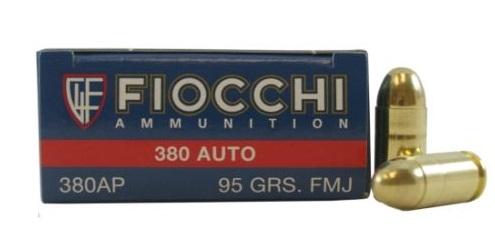 FIOCCHI
AMMUNITION
380 AUTO
380AP 95 GRS. FMJ